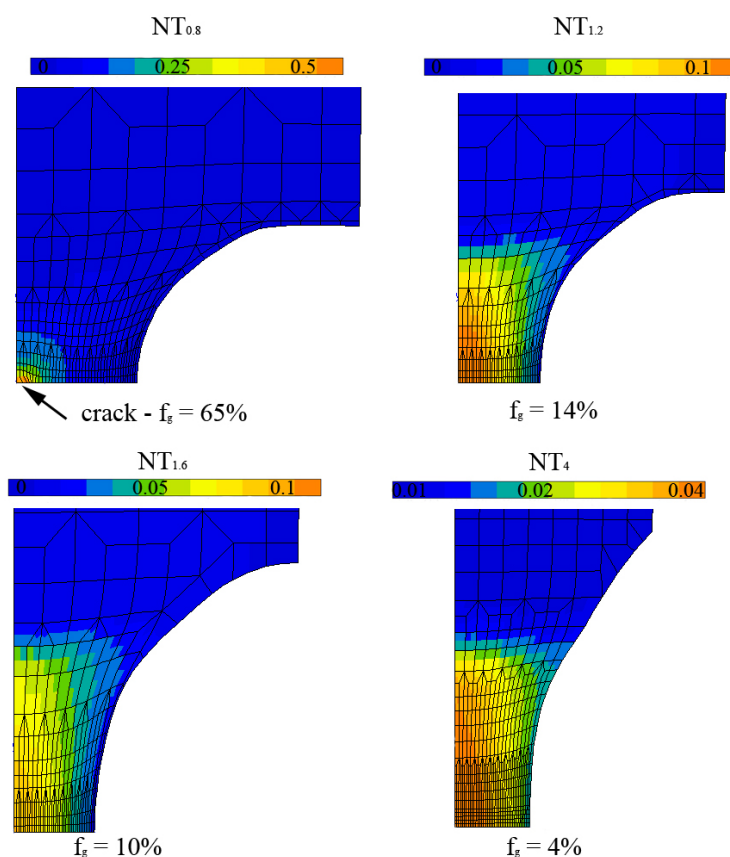 NT0.8
NT1.2
0 0.25 0.5
0 0.05 0.1
crack - fg = 65%
fg = 14%
NT1.6
NT4
0 0.05 0.1
0.01 0.02 0.04
fg = 10%
fg = 4%